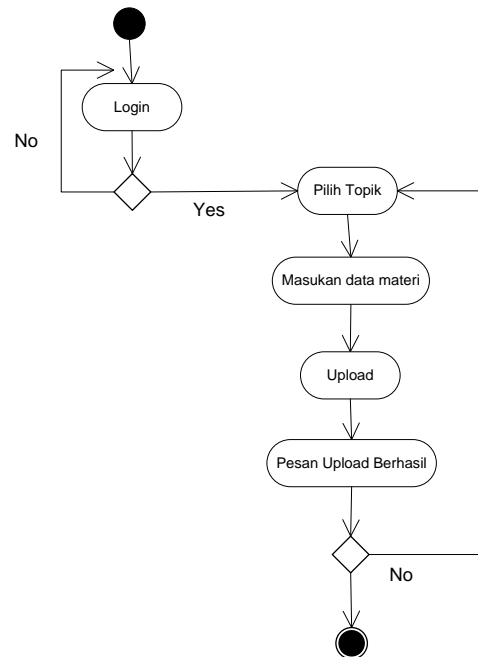 Login
No
Yes
Pilih Topik
Masukan data materi
Upload
Pesan Upload Berhasil
No